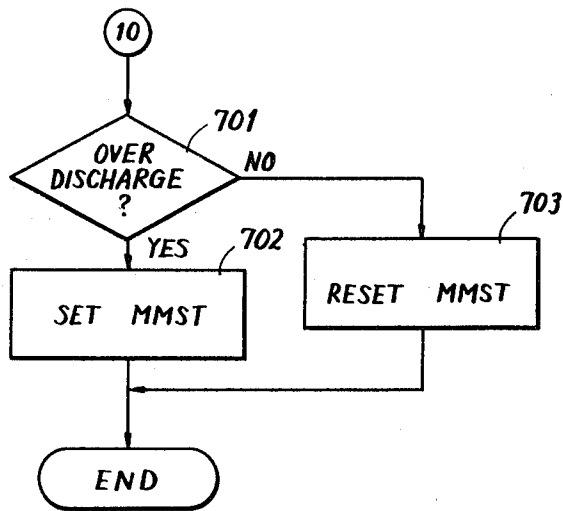 10
701
OVER
DISCHARGE
?
NO
YES
702
703
SET MMST
RESET MMST
END